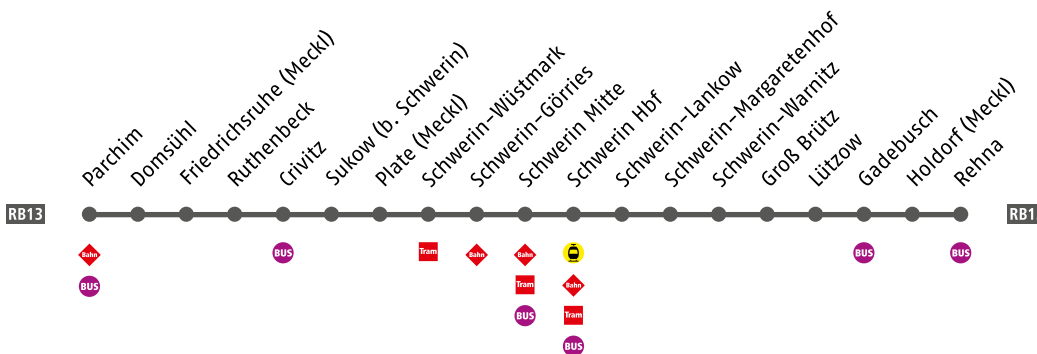 Parchim
Domsühl
Friedrichsruhe (Meckl)
Ruthenbeck
Crivitz
Sukow (b. Schwerin)
Plate (Meckl)
Schwerin-Wüstmark
Schwerin-Görries
Schwerin Mitte
Schwerin Hbf
Schwerin-Lankow
Schwerin-Margaretenhof
Schwerin-Warnitz
Groß Brütz
Lützow
Gadebusch
Holdorf (Meckl)
Rehna
RB13
RB1
Bahn
BUS
BUS
Tram
Bahn
Bahn
Tram
BUS
Bahn
Tram
BUS
BUS
BUS